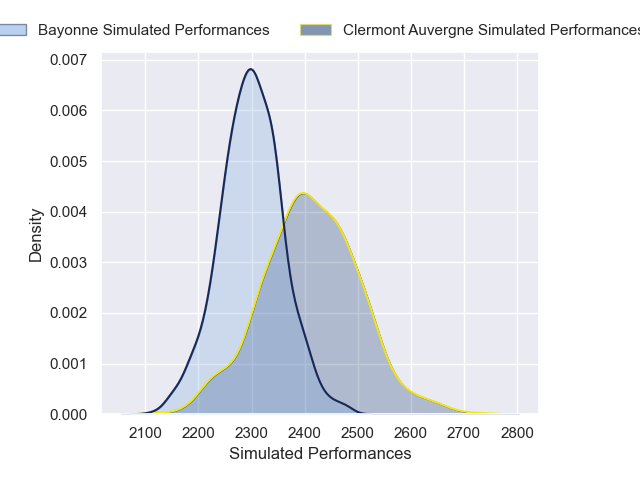 Bayonne Simulated Performances
Clermont Auvergne Simulated Performances
0.007
0.006
0.005
0.004
0.003
0.002
0.001
0.000
Density
2100 2200 2300 2400 2500 2600 2700 2800
Simulated Performances